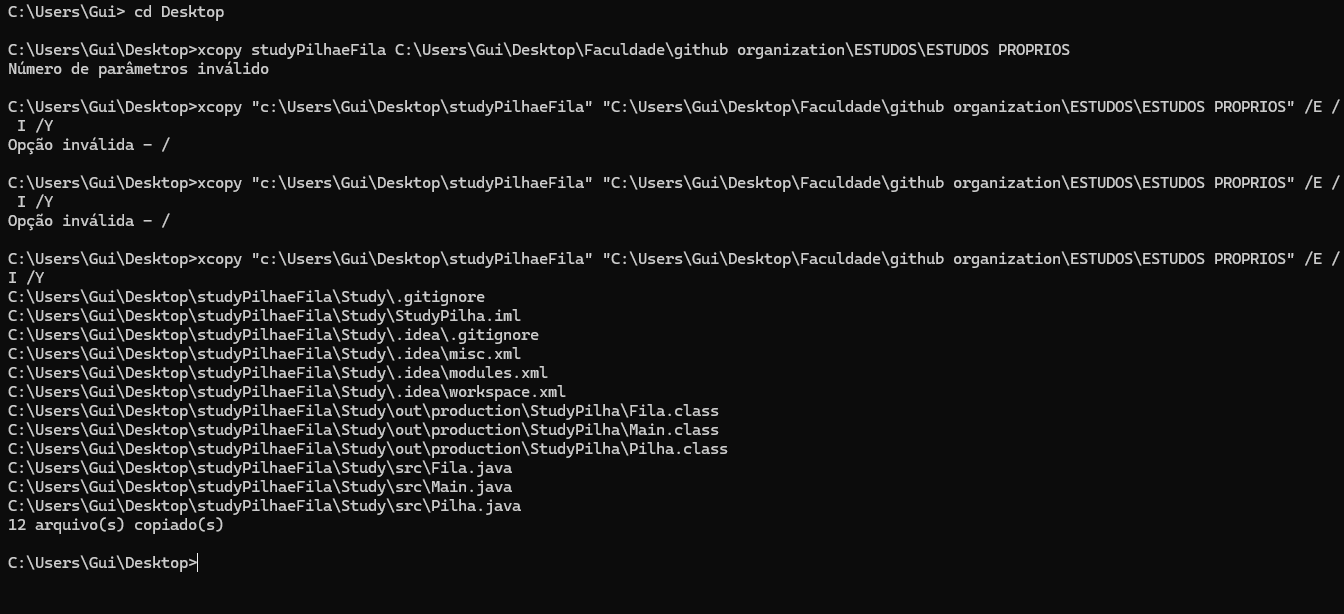 C:\Users\Gui> cd Desktop
C:\Users\Gui\Desktop>xcopy studyPilhaeFila C:\Users\Gui\Desktop\Faculdade\github organization\ESTUDOS\ESTUDOS PROPRIOS
Número de parâmetros inválido
C:\Users\Gui\Desktop>xcopy "c:\Users\Gui\Desktop\studyPilhaeFila" "C:\Users\Gui\Desktop\Faculdade\github organization\ESTUDOS\ESTUDOS PROPRIOS" /E /
 I /Y
Opção inválida - /
C:\Users\Gui\Desktop>xcopy "c:\Users\Gui\Desktop\studyPilhaeFila" "C:\Users\Gui\Desktop\Faculdade\github organization\ESTUDOS\ESTUDOS PROPRIOS" /E /
 I /Y
Opção inválida - /
C:\Users\Gui\Desktop>xcopy "c:\Users\Gui\Desktop\studyPilhaeFila" "C:\Users\Gui\Desktop\Faculdade\github organization\ESTUDOS\ESTUDOS PROPRIOS" /E /
I /Y
C:\Users\Gui\Desktop\studyPilhaeFila\Study\.gitignore
C:\Users\Gui\Desktop\studyPilhaeFila\Study\StudyPilha.iml
C:\Users\Gui\Desktop\studyPilhaeFila\Study\.idea\.gitignore
C:\Users\Gui\Desktop\studyPilhaeFila\Study\.idea\misc.xml
C:\Users\Gui\Desktop\studyPilhaeFila\Study\.idea\modules.xml
C:\Users\Gui\Desktop\studyPilhaeFila\Study\.idea\workspace.xml
C:\Users\Gui\Desktop\studyPilhaeFila\Study\out\production\StudyPilha\Fila.class
C:\Users\Gui\Desktop\studyPilhaeFila\Study\out\production\StudyPilha\Main.class
C:\Users\Gui\Desktop\studyPilhaeFila\Study\out\production\StudyPilha\Pilha.class
C:\Users\Gui\Desktop\studyPilhaeFila\Study\src\Fila.java
C:\Users\Gui\Desktop\studyPilhaeFila\Study\src\Main.java
C:\Users\Gui\Desktop\studyPilhaeFila\Study\src\Pilha.java
12 arquivo(s) copiado(s)
C:\Users\Gui\Desktop>